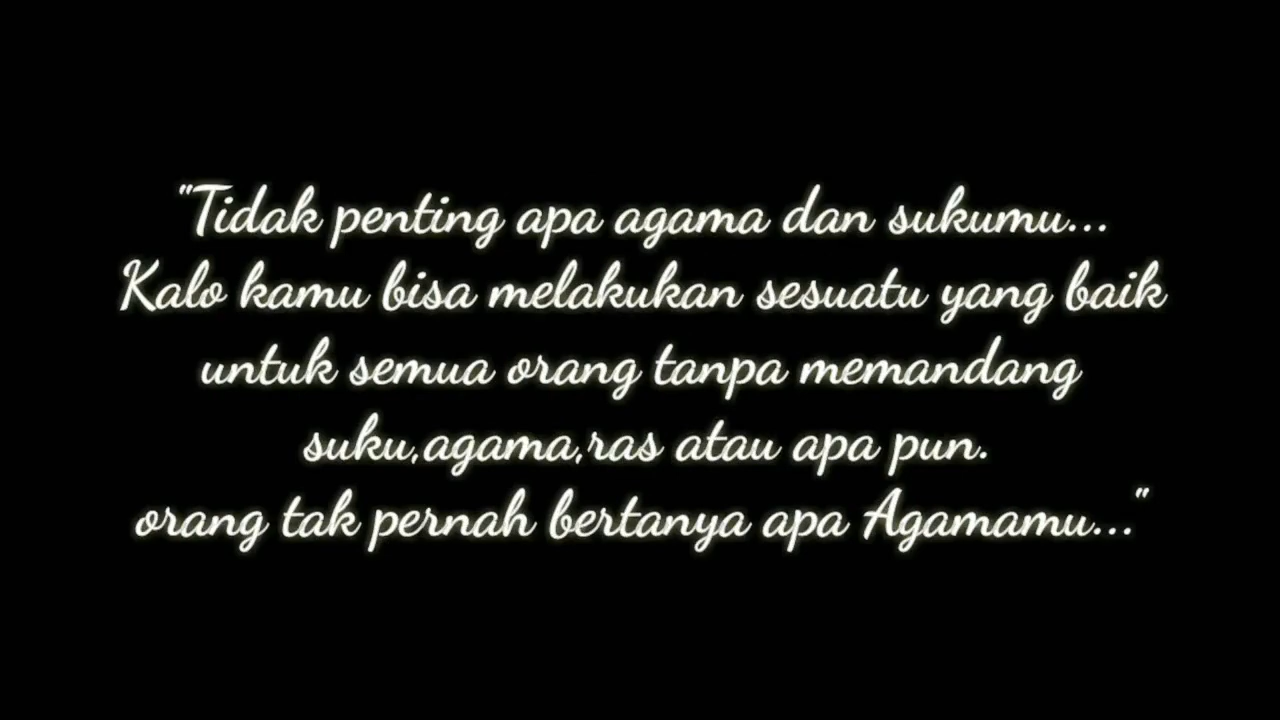 "Tidak penting apa agama dan sukumu...
Kalo kamu bisa melakukan sesuatu yang baik
untuk semua orang tanpa memandang
suku,agama,ras atau apa pun.
orang tak pernah bertanya apa Agamamu..."